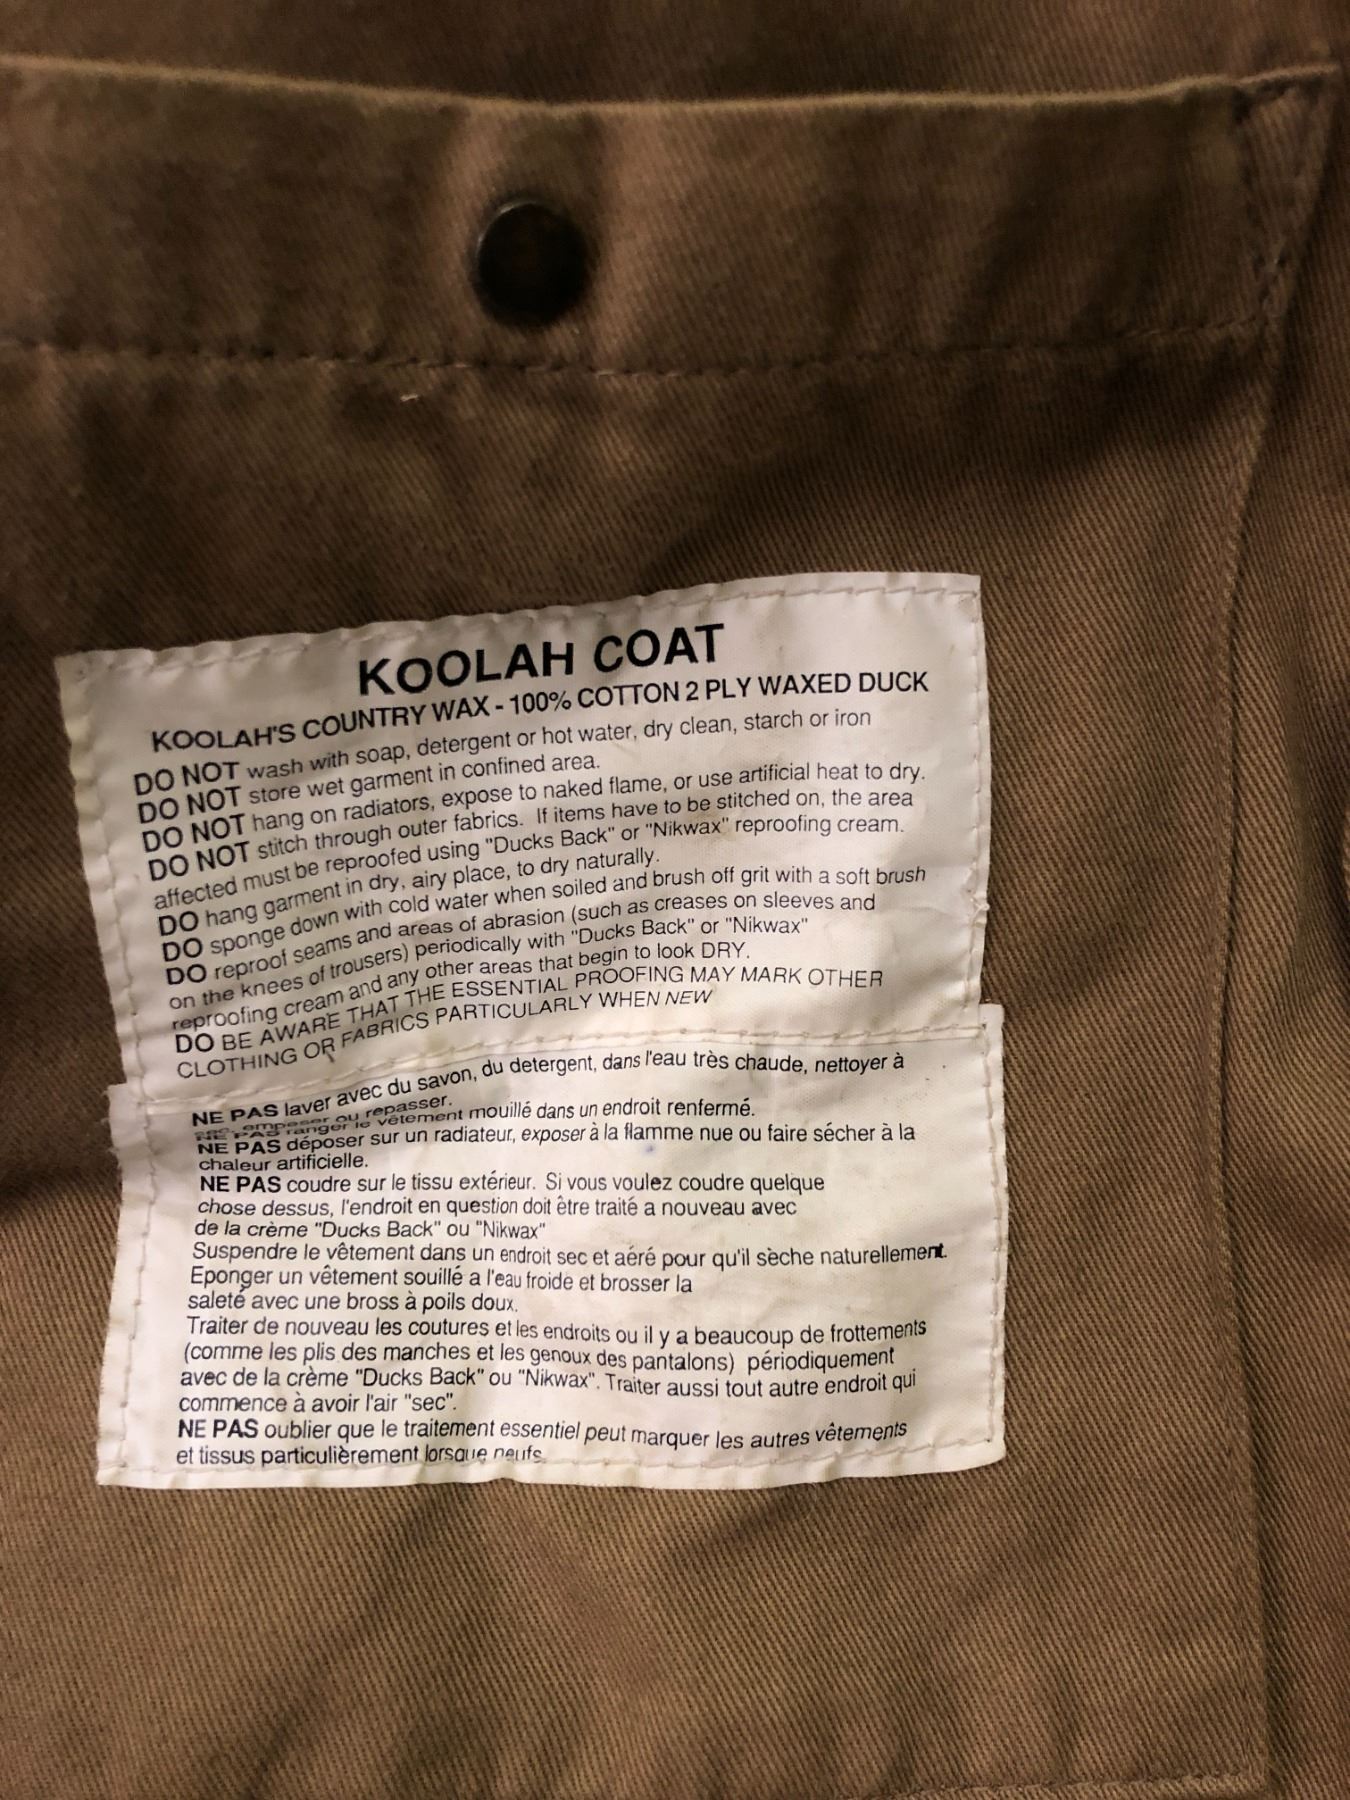 KOOLAH COAT
KOOLAH'S COUNTRY WAX - 100% COTTON 2 PLY WAXED DUCK
DO NOT wash with soap, detergent or hot water, dry clean, starch or iron
DO NOT store wet garment in confined area.
DO NOT hang on radiators, expose to naked flame, or use artificial heat to dry.
DO NOT stitch through outer fabrics. If items have to be stitched on, the area
affected must be reproofed using "Ducks Back" or "Nikwax" reproofing cream.
DO hang garment in dry, airy place, to dry naturally.
DO sponge down with cold water when soiled and brush off grit with a soft brush
DO reproof seams and areas of abrasion (such as creases on sleeves and
on the knees of trousers) periodically with "Ducks Back" or "Nikwax"
reproofing cream and any other areas that begin to look DRY.
DO BE AWARE THAT THE ESSENTIAL PROOFING MAY MARK OTHER
CLOTHING OR FABRICS PARTICULARLY WHEN NEW
NE PAS laver avec du savon, du detergent, dans l'eau très chaude, nettoyer à
sec, empeser ou repasser.
NE PAS ranger le vêtement mouillé dans un endroit renfermé.
NE PAS déposer sur un radiateur, exposer à la flamme nue ou faire sécher à la
chaleur artificielle.
NE PAS coudre sur le tissu extérieur. Si vous voulez coudre quelque
chose dessus, l'endroit en question doit être traité a nouveau avec
de la crème "Ducks Back" ou "Nikwax"
Suspendre le vêtement dans un endroit sec et aéré pour qu'il sèche naturellement.
Eponger un vêtement souillé a l'eau froide et brosser la
saleté avec une bross à poils doux.
Traiter de nouveau les coutures et les endroits ou il y a beaucoup de frottements
(comme les plis des manches et les genoux des pantalons) périodiquement
avec de la crème "Ducks Back" ou "Nikwax". Traiter aussi tout autre endroit qui
commence à avoir l'air "sec".
NE PAS oublier que le traitement essentiel peut marquer les autres vêtements
et tissus particulièrement lorsque neufs.